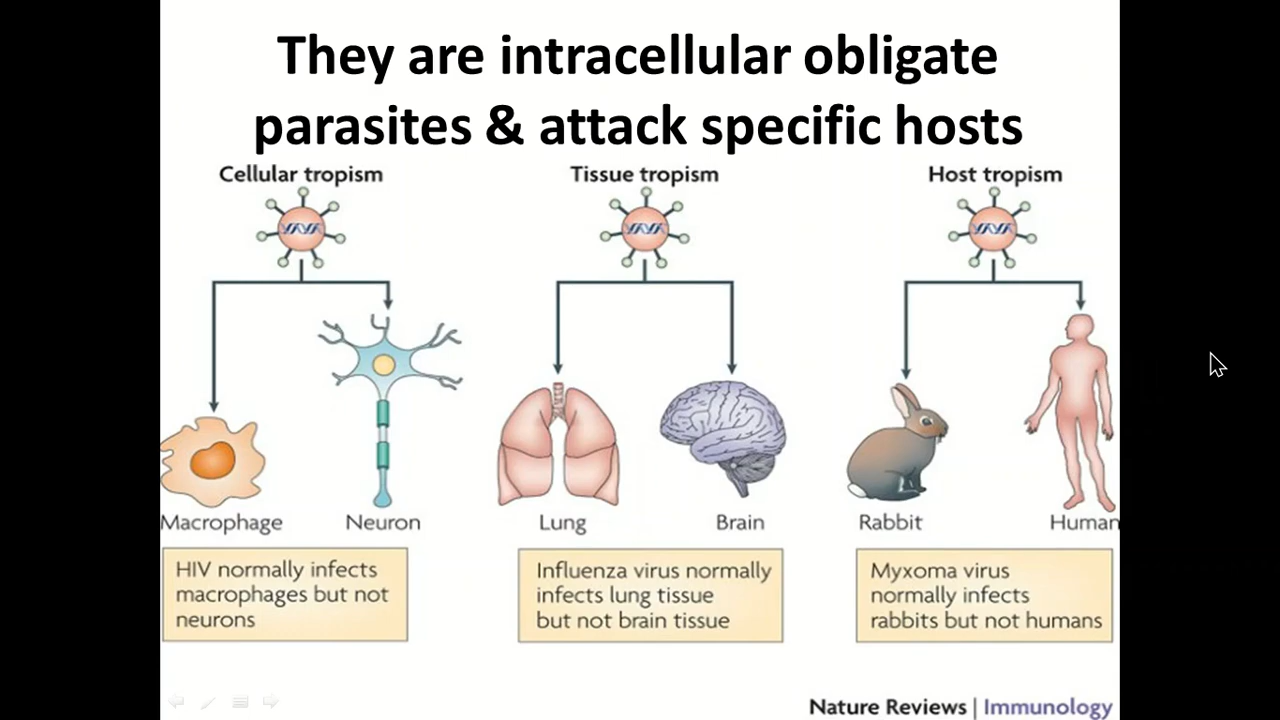 They are intracellular obligate
parasites & attack specific hosts
Cellular tropism
Tissue tropism
Host tropism
Macrophage
Neuron
Lung
Brain
Rabbit
Human
HIV normally infects
macrophages but not
neurons
Influenza virus normally
infects lung tissue
but not brain tissue
Myxoma virus
normally infects
rabbits but not humans
Nature Reviews | Immunology